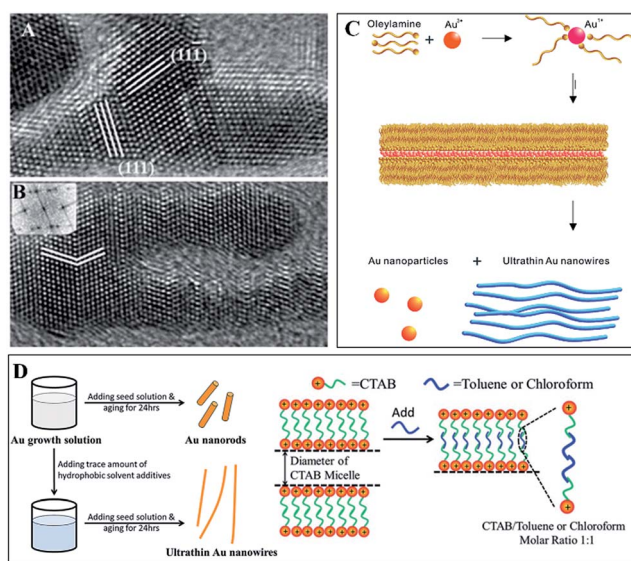 A
(111)
(111)
B
C
Oleylamine
+
Au³⁺
Au¹⁺
Au nanoparticles + Ultrathin Au nanowires
D
Au growth solution
Adding seed solution &
aging for 24hrs
Au nanorods
Adding trace amount of
hydrophobic solvent additives
Adding seed solution &
aging for 24hrs
Ultrathin Au nanowires
=CTAB
=Toluene or Chloroform
Diameter of
CTAB Micelle
Add
CTAB/Toluene or Chloroform
Molar Ratio 1:1